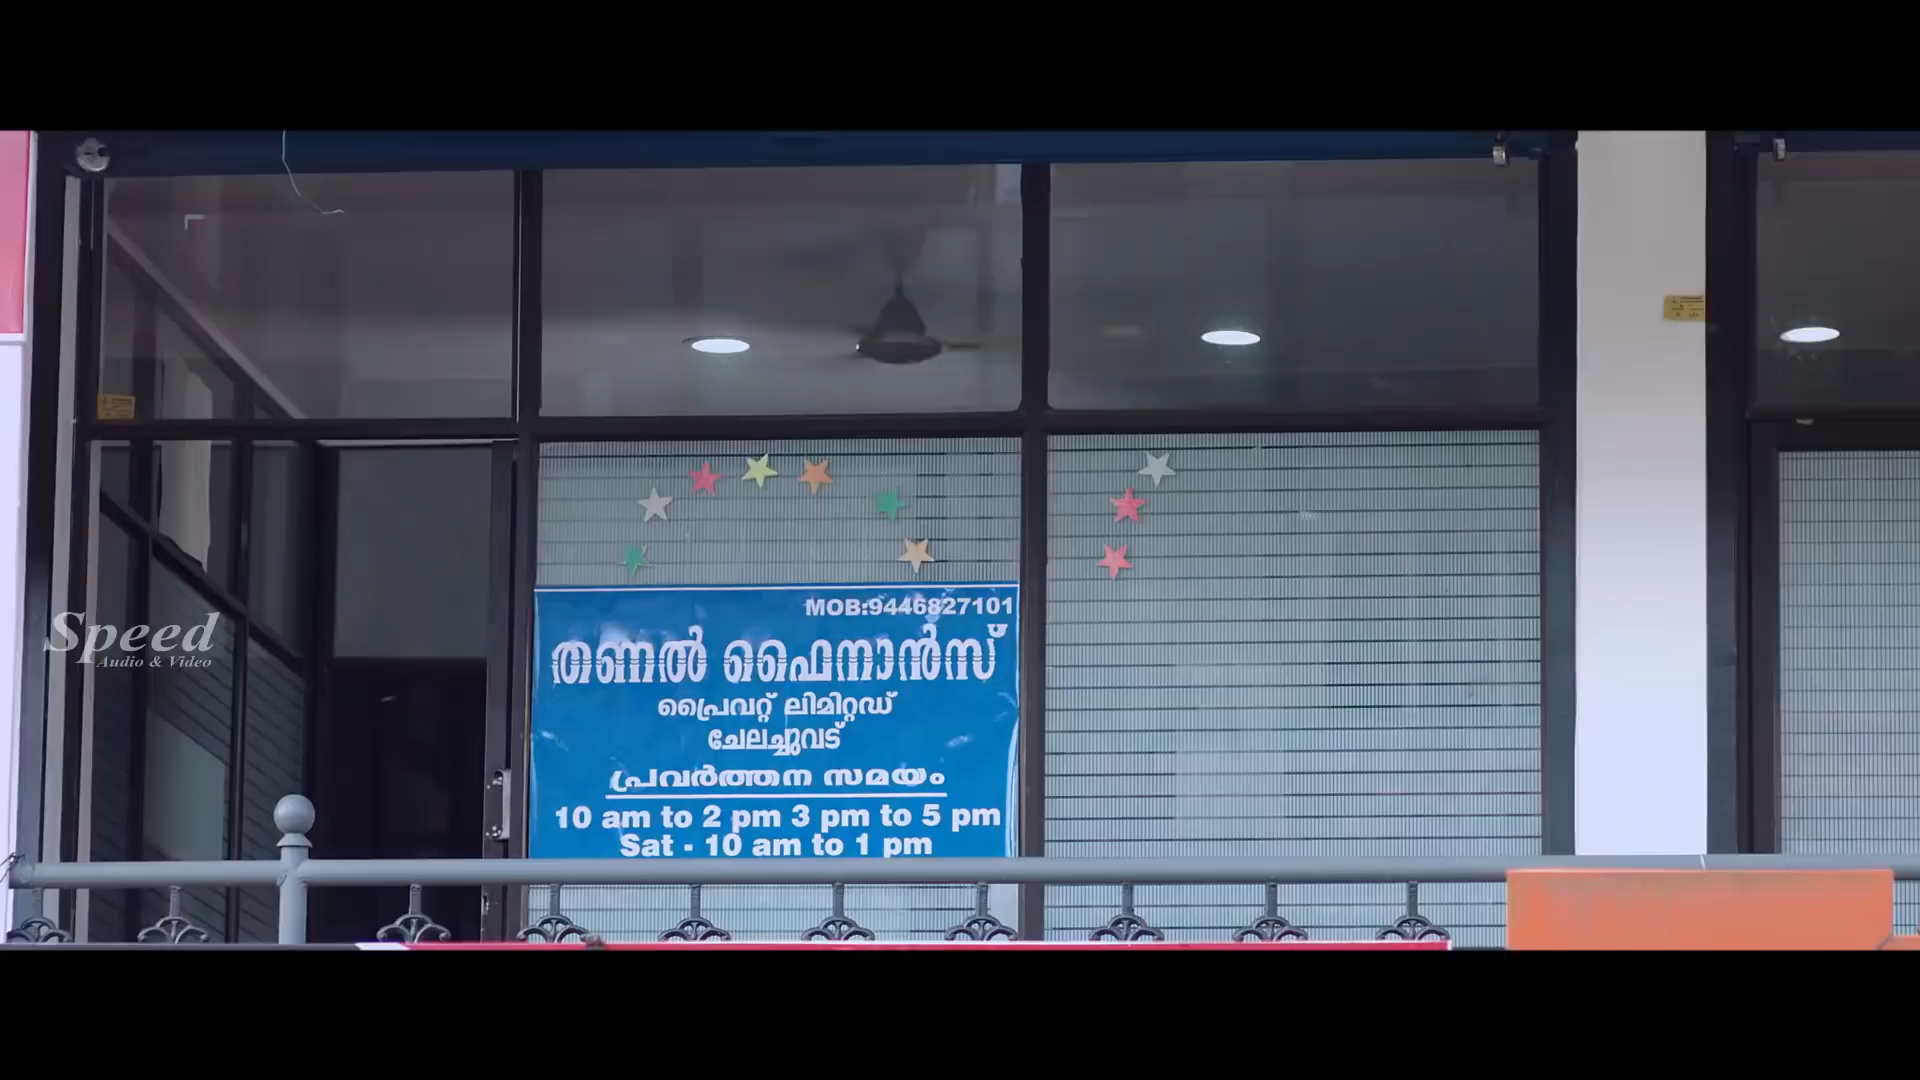 MOB:9446827101
തണൽ ഫൈനാൻസ്
പ്രൈവറ്റ് ലിമിറ്റഡ്
ചേലച്ചുവട്
പ്രവർത്തന സമയം
10 am to 2 pm 3 pm to 5 pm
Sat - 10 am to 1 pm
Speed
Audio & Video